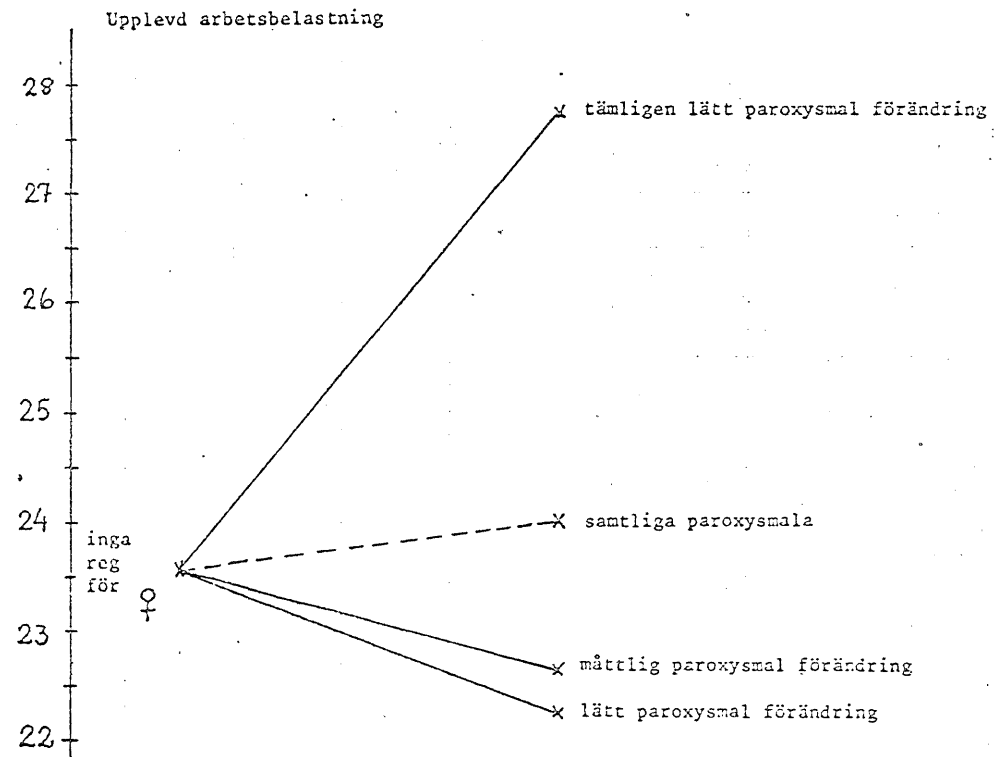 Upplevd arbetsbelastning
28
tämligen lätt paroxysmal förändring
27
26
25
24
samtliga paroxysmala
inga
reg
för
♀
23
måttlig paroxysmal förändring
lätt paroxysmal förändring
22